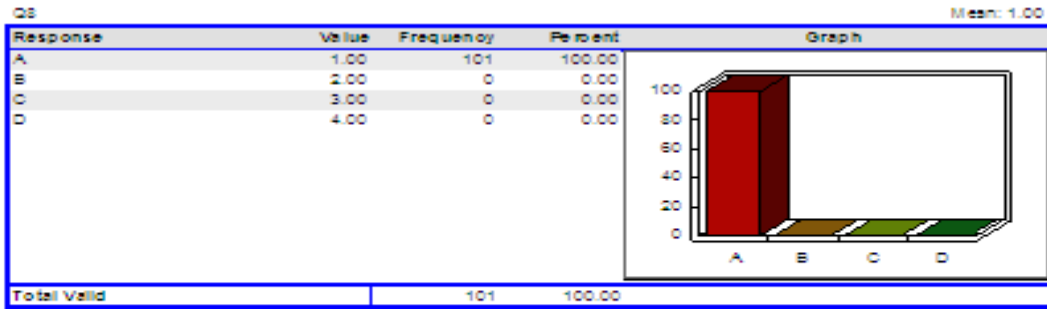 Q8 Mean: 1.00
Response Value Frequency Percent Graph
A 1.00 101 100.00
B 2.00 0 0.00
C 3.00 0 0.00
D 4.00 0 0.00
100
80
60
40
20
0
A B C D
Total Valid 101 100.00